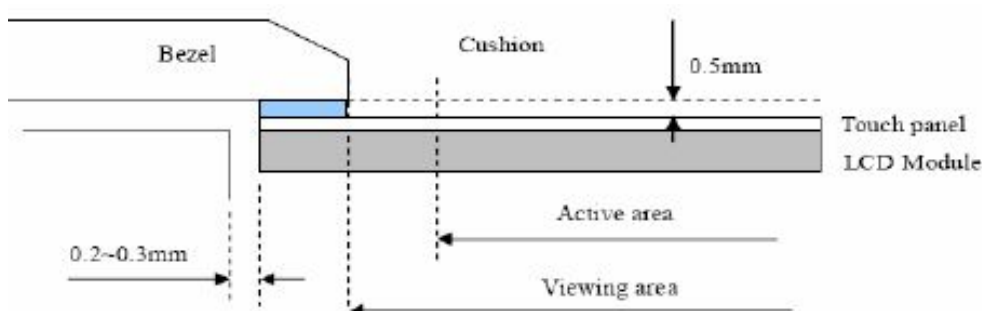 Cushion
Bezel
0.5mm
Touch panel
LCD Module
Active area
0.2~0.3mm
Viewing area